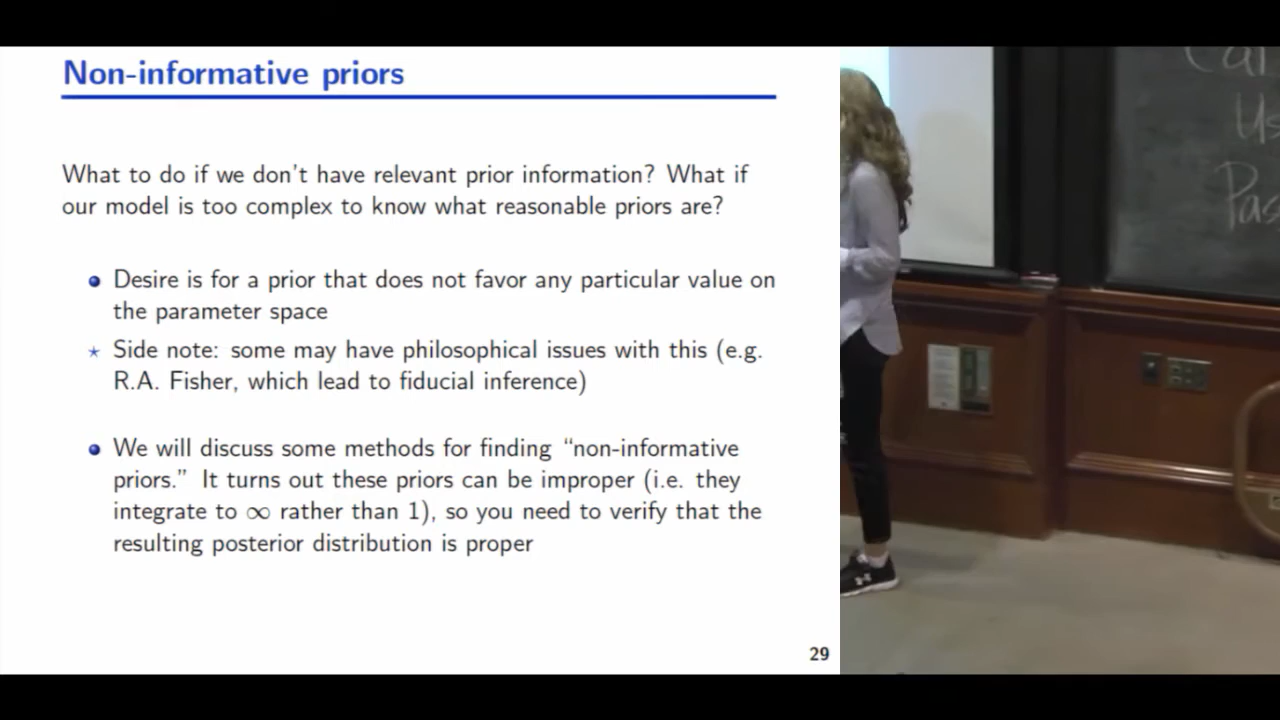 Non-informative priors
What to do if we don't have relevant prior information? What if
our model is too complex to know what reasonable priors are?
Desire is for a prior that does not favor any particular value on
the parameter space
Side note: some may have philosophical issues with this (e.g.
R.A. Fisher, which lead to fiducial inference)
We will discuss some methods for finding “non-informative
priors.” It turns out these priors can be improper (i.e. they
integrate to ∞ rather than 1), so you need to verify that the
resulting posterior distribution is proper
29